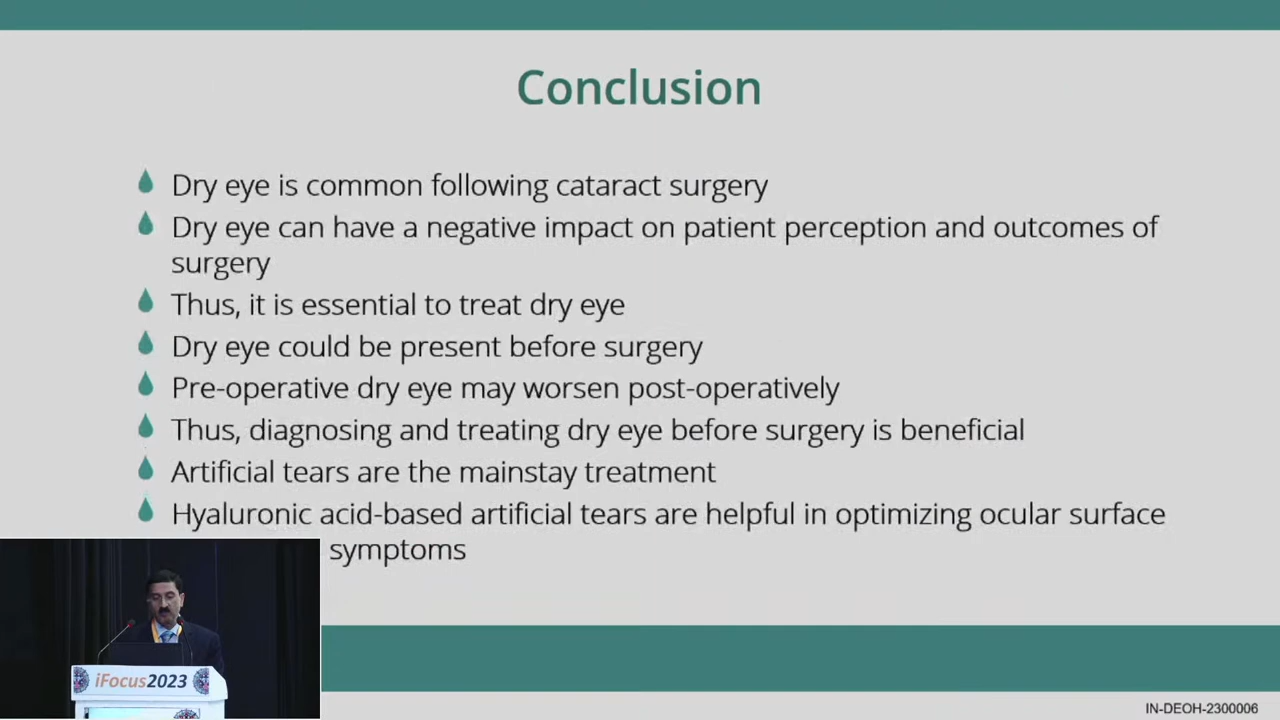 Conclusion
Dry eye is common following cataract surgery
Dry eye can have a negative impact on patient perception and outcomes of
surgery
Thus, it is essential to treat dry eye
Dry eye could be present before surgery
Pre-operative dry eye may worsen post-operatively
Thus, diagnosing and treating dry eye before surgery is beneficial
Artificial tears are the mainstay treatment
Hyaluronic acid-based artificial tears are helpful in optimizing ocular surface
symptoms
iFocus2023
IN-DEOH-2300006